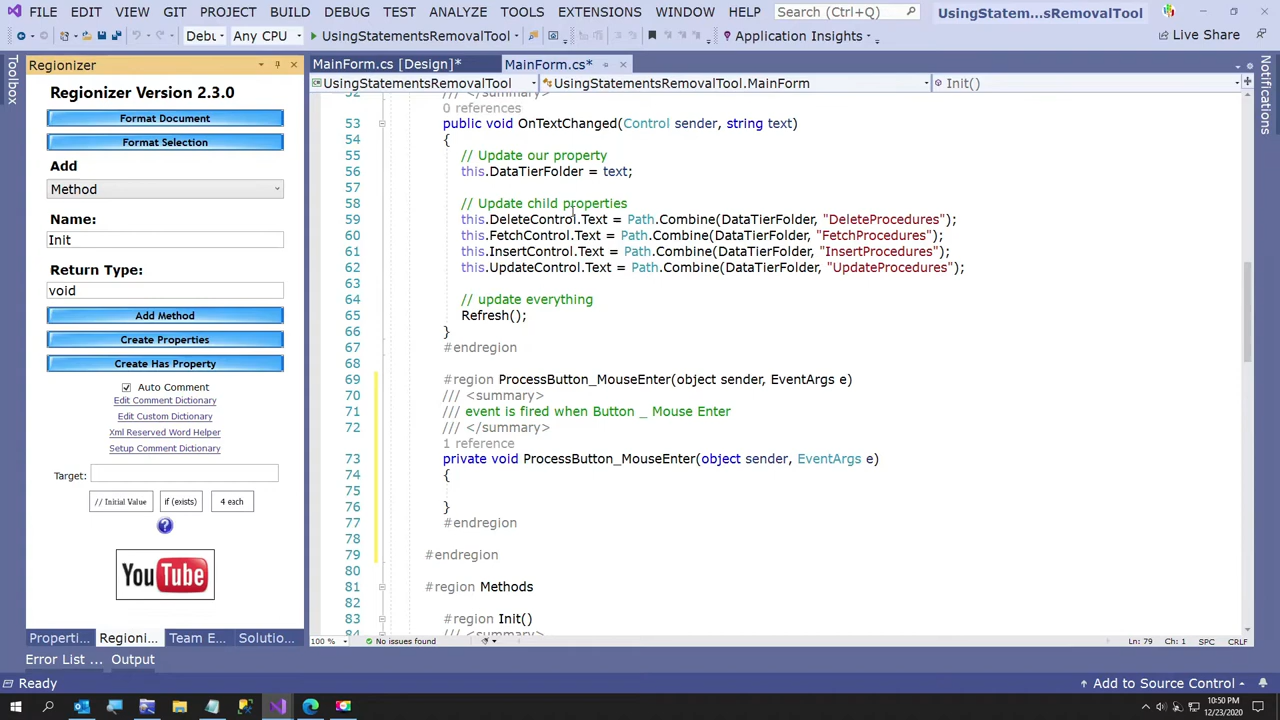 FILE EDIT VIEW GIT PROJECT BUILD DEBUG TEST ANALYZE TOOLS EXTENSIONS WINDOW HELP Search (Ctrl+Q) UsingStatem...sRemovalTool
Debu Any CPU UsingStatementsRemovalTool Application Insights Live Share
Toolbox
Regionizer
Regionizer Version 2.3.0
Format Document
Format Selection
Add
Method
Name:
Init
Return Type:
void
Add Method
Create Properties
Create Has Property
Auto Comment
Edit Comment Dictionary
Edit Custom Dictionary
Xml Reserved Word Helper
Setup Comment Dictionary
Target:
// Initial Value if (exists) 4 each
?
YouTube
Properti... Regioni... Team E... Solutio...
MainForm.cs [Design]* MainForm.cs*
UsingStatementsRemovalTool UsingStatementsRemovalTool.MainForm Init()
52 /// </summary>
0 references
53 public void OnTextChanged(Control sender, string text)
54 {
55 // Update our property
56 this.DataTierFolder = text;
57
58 // Update child properties
59 this.DeleteControl.Text = Path.Combine(DataTierFolder, "DeleteProcedures");
60 this.FetchControl.Text = Path.Combine(DataTierFolder, "FetchProcedures");
61 this.InsertControl.Text = Path.Combine(DataTierFolder, "InsertProcedures");
62 this.UpdateControl.Text = Path.Combine(DataTierFolder, "UpdateProcedures");
63
64 // update everything
65 Refresh();
66 }
67 #endregion
68
69 #region ProcessButton_MouseEnter(object sender, EventArgs e)
70 /// <summary>
71 /// event is fired when Button _ Mouse Enter
72 /// </summary>
1 reference
73 private void ProcessButton_MouseEnter(object sender, EventArgs e)
74 {
75
76 }
77 #endregion
78
79 #endregion
80
81 #region Methods
82
83 #region Init()
84 /// <summary>
100 % No issues found Ln: 79 Ch: 1 SPC CRLF
Notifications
Error List ... Output
Ready Add to Source Control
10:50 PM
12/23/2020